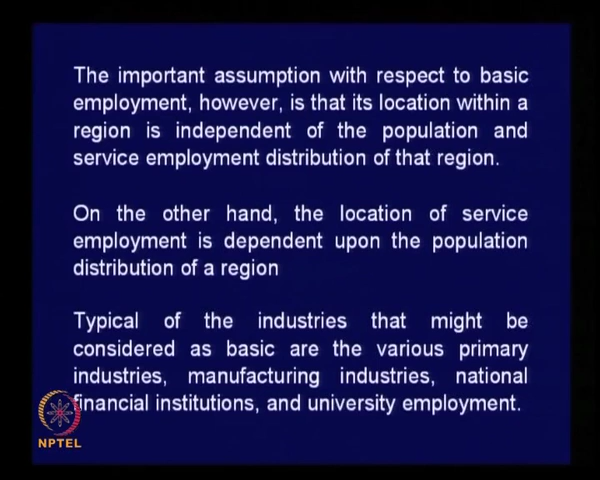 The important assumption with respect to basic
employment, however, is that its location within a
region is independent of the population and
service employment distribution of that region.
On the other hand, the location of service
employment is dependent upon the population
distribution of a region
Typical of the industries that might be
considered as basic are the various primary
industries, manufacturing industries, national
financial institutions, and university employment.
NPTEL